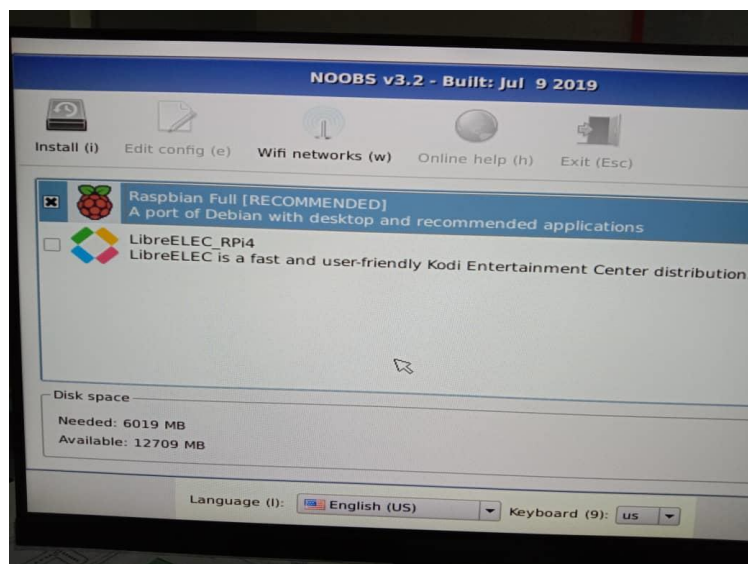 NOOBS v3.2 - Built: Jul 9 2019
Install (i) Edit config (e) Wifi networks (w) Online help (h) Exit (Esc)
Raspbian Full [RECOMMENDED]
A port of Debian with desktop and recommended applications
LibreELEC_RPi4
LibreELEC is a fast and user-friendly Kodi Entertainment Center distribution
Disk space
Needed: 6019 MB
Available: 12709 MB
Language (l): English (US) Keyboard (9): us